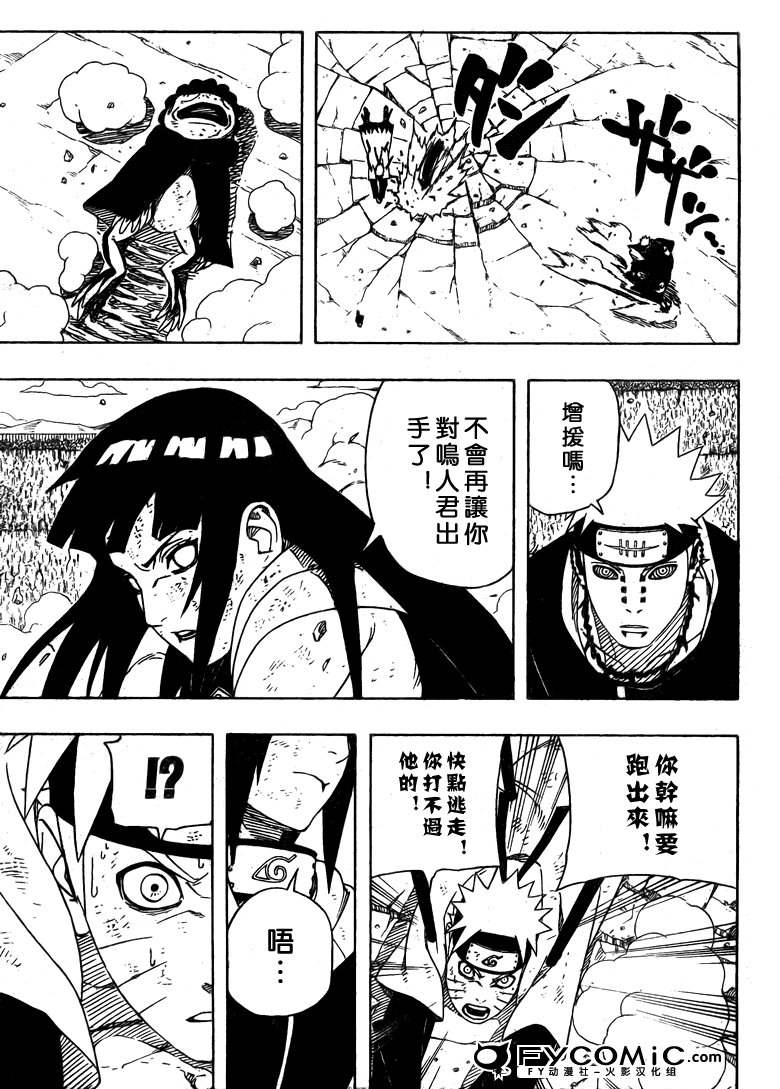 ダン
ザザザッ…
增援嗎…
不會再讓你
對鳴人君出
手了！
你幹嘛要
跑出來！
快點逃走！
你打不過
他的！
唔…
!?
FYCOMIC.com
FY动漫社—火影汉化组